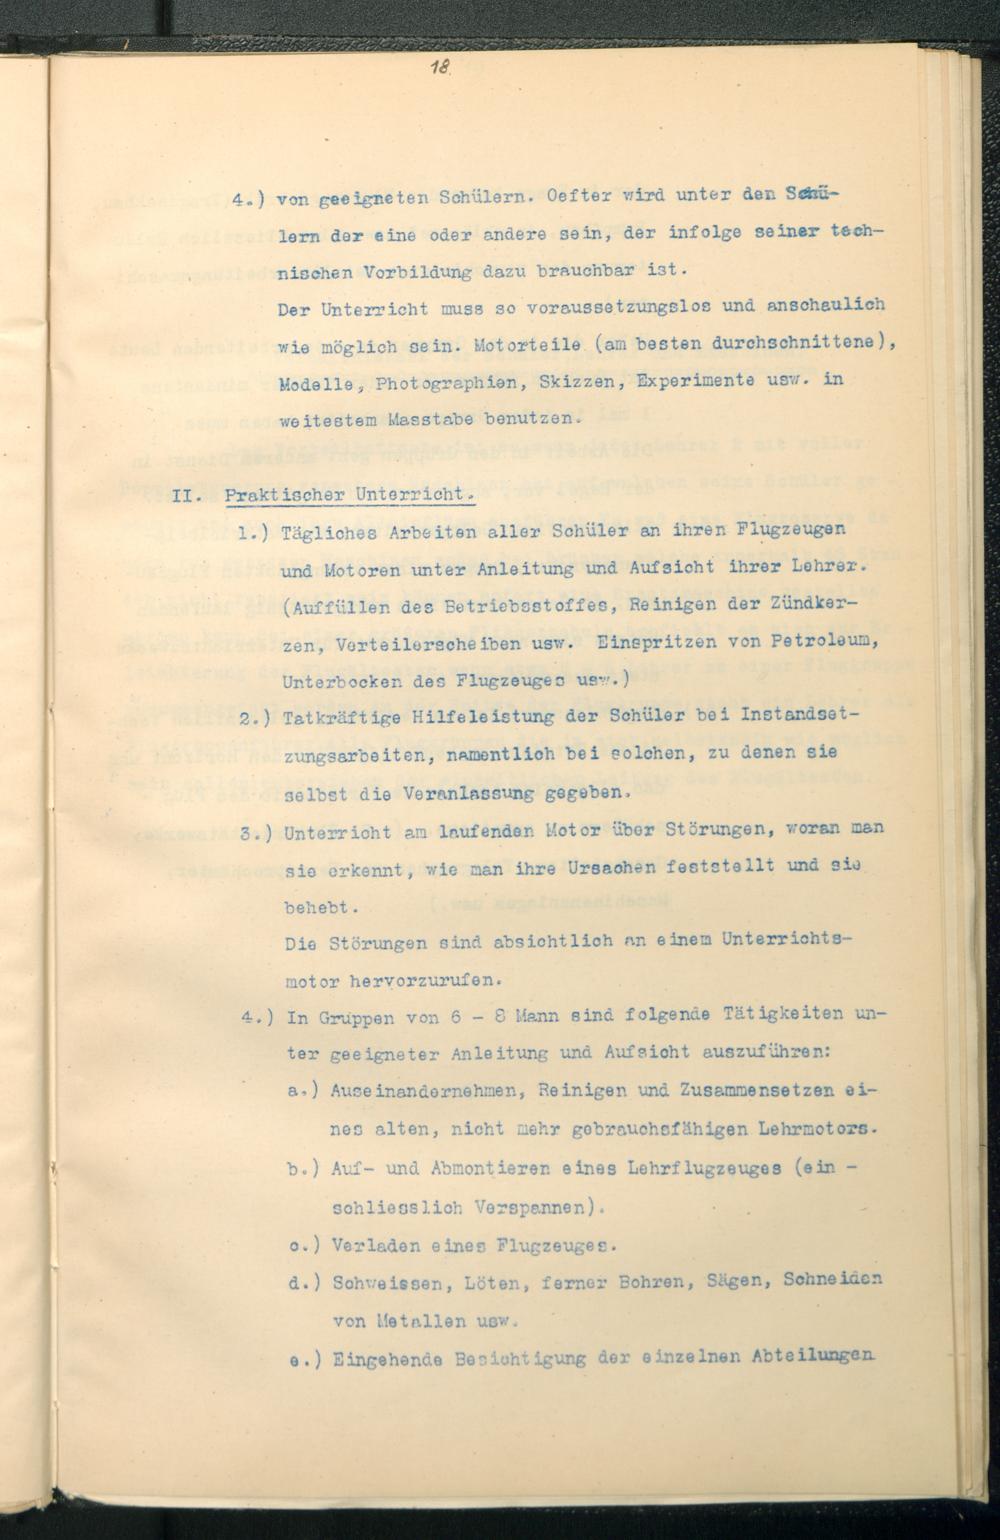 18.
4.) von geeigneten Schülern. Oefter wird unter den Schü-
lern der eine oder andere sein, der infolge seiner tech-
nischen Vorbildung dazu brauchbar ist.
Der Unterricht muss so voraussetzungslos und anschaulich
wie möglich sein. Motorteile (am besten durchschnittene),
Modelle, Photographien, Skizzen, Experimente usw. in
weitestem Masstabe benutzen.
II. Praktischer Unterricht.
1.) Tägliches Arbeiten aller Schüler an ihren Flugzeugen
und Motoren unter Anleitung und Aufsicht ihrer Lehrer.
(Auffüllen des Betriebsstoffes, Reinigen der Zündker-
zen, Verteilerscheiben usw. Einspritzen von Petroleum,
Unterbocken des Flugzeuges usw.)
2.) Tatkräftige Hilfeleistung der Schüler bei Instandset-
zungsarbeiten, namentlich bei solchen, zu denen sie
selbst die Veranlassung gegeben.
3.) Unterricht am laufenden Motor über Störungen, woran man
sie erkennt, wie man ihre Ursachen feststellt und sie
behebt.
Die Störungen sind absichtlich an einem Unterrichts-
motor hervorzurufen.
4.) In Gruppen von 6 - 8 Mann sind folgende Tätigkeiten un-
ter geeigneter Anleitung und Aufsicht auszuführen:
a.) Auseinandernehmen, Reinigen und Zusammensetzen ei-
nes alten, nicht mehr gebrauchsfähigen Lehrmotors.
b.) Auf- und Abmontieren eines Lehrflugzeuges (ein -
schliesslich Verspannen).
c.) Verladen eines Flugzeuges.
d.) Schweissen, Löten, ferner Bohren, Sägen, Schneiden
von Metallen usw.
e.) Eingehende Besichtigung der einzelnen Abteilungen